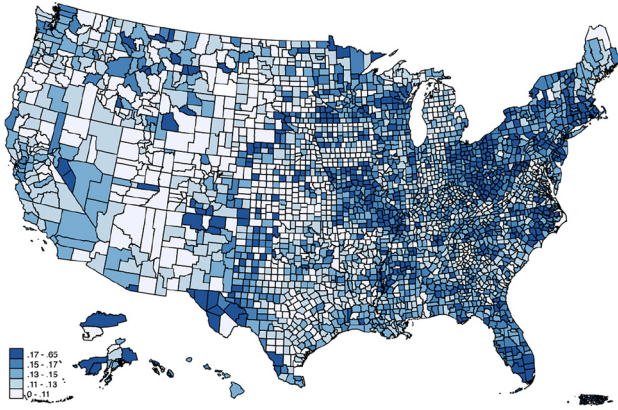 .17 - .65
.15 - .17
.13 - .15
.11 - .13
0 - .11